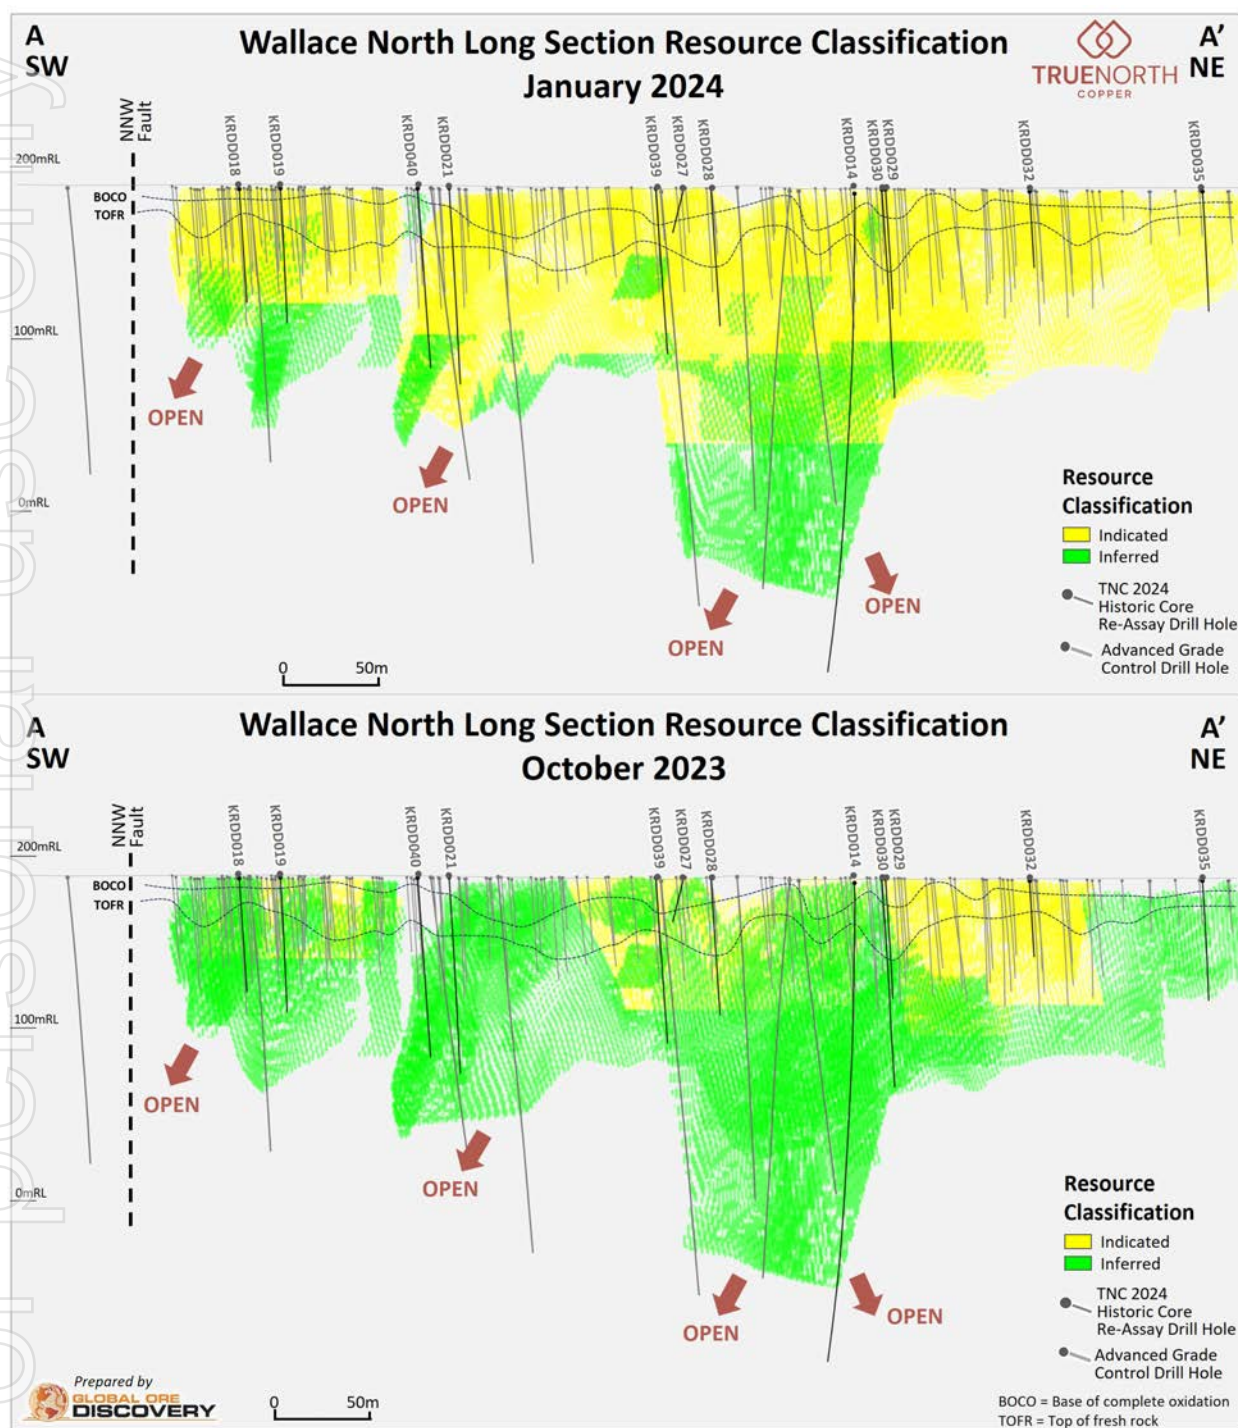 A
SW
Wallace North Long Section Resource Classification
January 2024
TRUENORTH
COPPER
A'
NE
NNW
Fault
KRDD018
KRDD019
KRDD040
KRDD021
KRDD039
KRDD027
KRDD028
KRDD014
KRDD030
KRDD029
KRDD032
KRDD035
200mRL
BOCO
TOFR
100mRL
0mRL
OPEN
OPEN
OPEN
OPEN
Resource
Classification
Indicated
Inferred
TNC 2024
Historic Core
Re-Assay Drill Hole
Advanced Grade
Control Drill Hole
0 50m
A
SW
Wallace North Long Section Resource Classification
October 2023
A'
NE
NNW
Fault
KRDD018
KRDD019
KRDD040
KRDD021
KRDD039
KRDD027
KRDD028
KRDD014
KRDD030
KRDD029
KRDD032
KRDD035
200mRL
BOCO
TOFR
100mRL
0mRL
OPEN
OPEN
OPEN
OPEN
Resource
Classification
Indicated
Inferred
TNC 2024
Historic Core
Re-Assay Drill Hole
Advanced Grade
Control Drill Hole
Prepared by
GLOBAL ORE
DISCOVERY
0 50m
BOCO = Base of complete oxidation
TOFR = Top of fresh rock